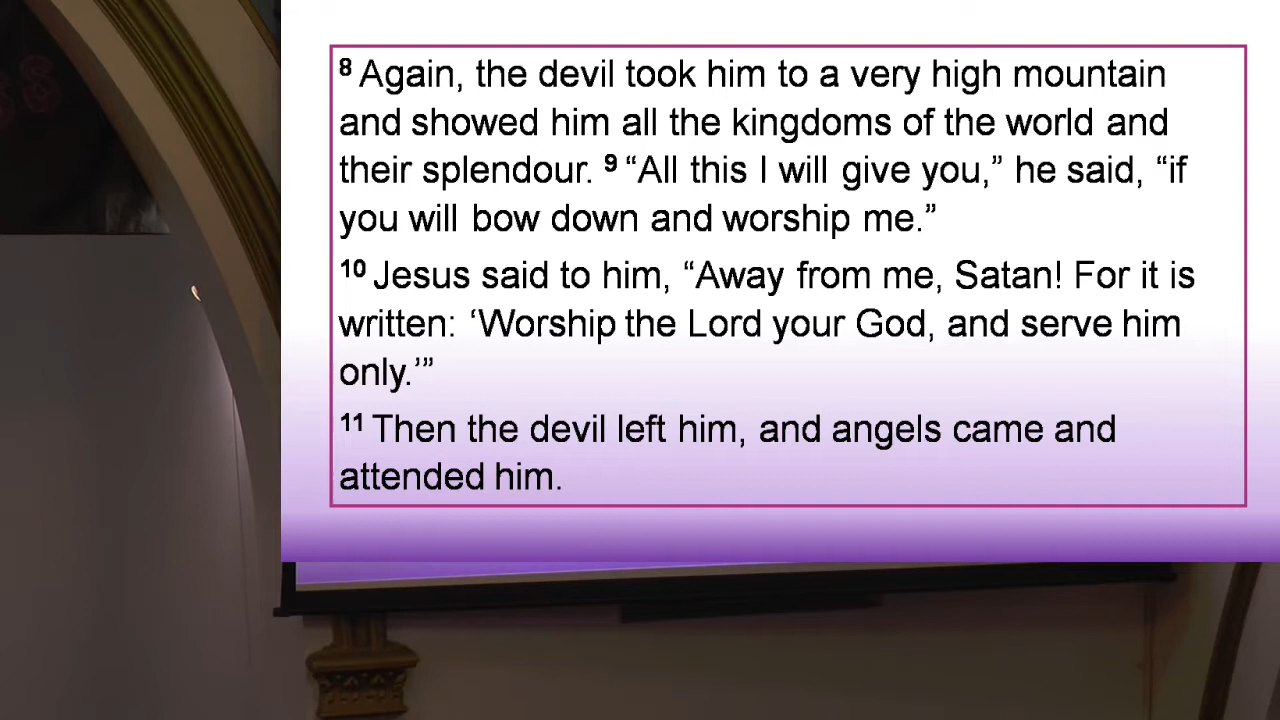 8 Again, the devil took him to a very high mountain
and showed him all the kingdoms of the world and
their splendour. 9 “All this I will give you,” he said, “if
you will bow down and worship me.”
10 Jesus said to him, “Away from me, Satan! For it is
written: ‘Worship the Lord your God, and serve him
only.’”
11 Then the devil left him, and angels came and
attended him.